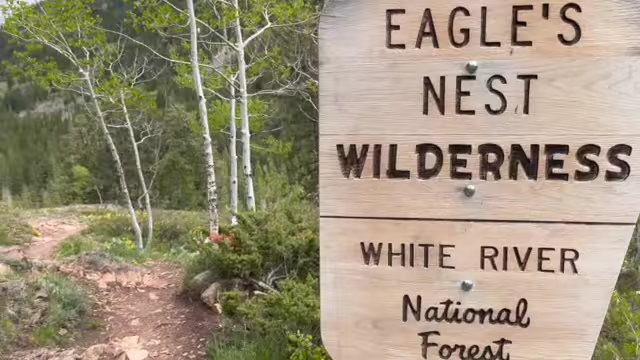 EAGLE'S
NEST
WILDERNESS
WHITE RIVER
National
Forest